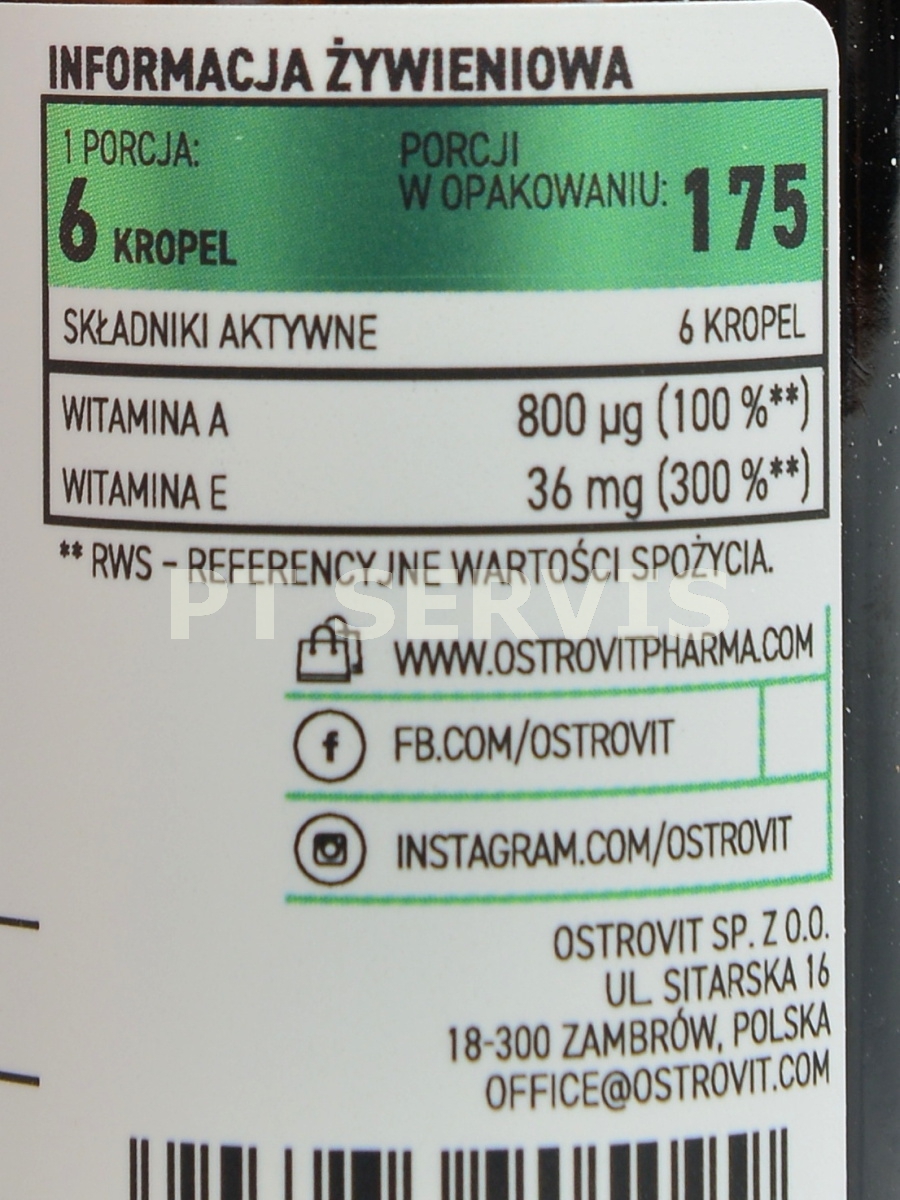 INFORMACJA ŻYWIENIOWA
1 PORCJA:
6 KROPEL
PORCJI
W OPAKOWANIU: 175
SKŁADNIKI AKTYWNE 6 KROPEL
WITAMINA A 800 µg (100 %**)
WITAMINA E 36 mg (300 %**)
** RWS – REFERENCYJNE WARTOŚCI SPOŻYCIA.
PT SERVIS
WWW.OSTROVITPHARMA.COM
FB.COM/OSTROVIT
INSTAGRAM.COM/OSTROVIT
OSTROVIT SP. Z O.O.
UL. SITARSKA 16
18-300 ZAMBRÓW, POLSKA
OFFICE@OSTROVIT.COM